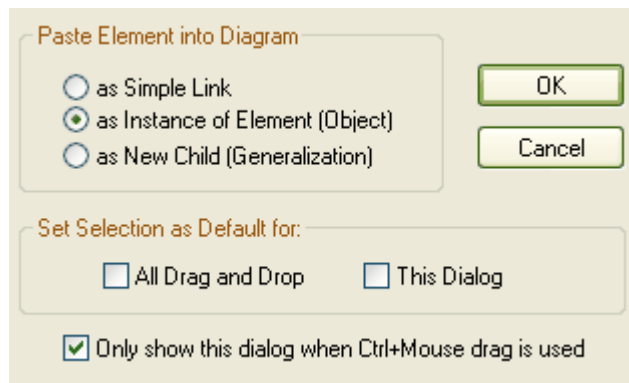 Paste Element into Diagram
as Simple Link
OK
as Instance of Element (Object)
as New Child (Generalization)
Cancel
Set Selection as Default for:
All Drag and Drop
This Dialog
Only show this dialog when Ctrl+Mouse drag is used